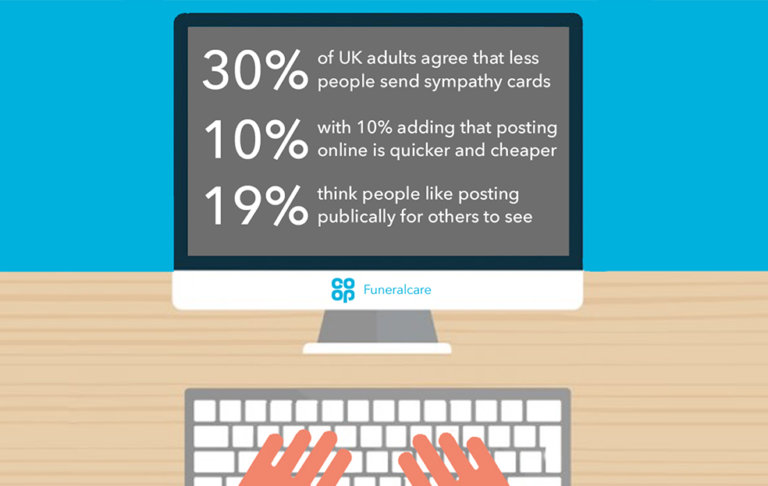 30%
of UK adults agree that less
people send sympathy cards
10%
with 10% adding that posting
online is quicker and cheaper
19%
think people like posting
publically for others to see
CO
OP
Funeralcare